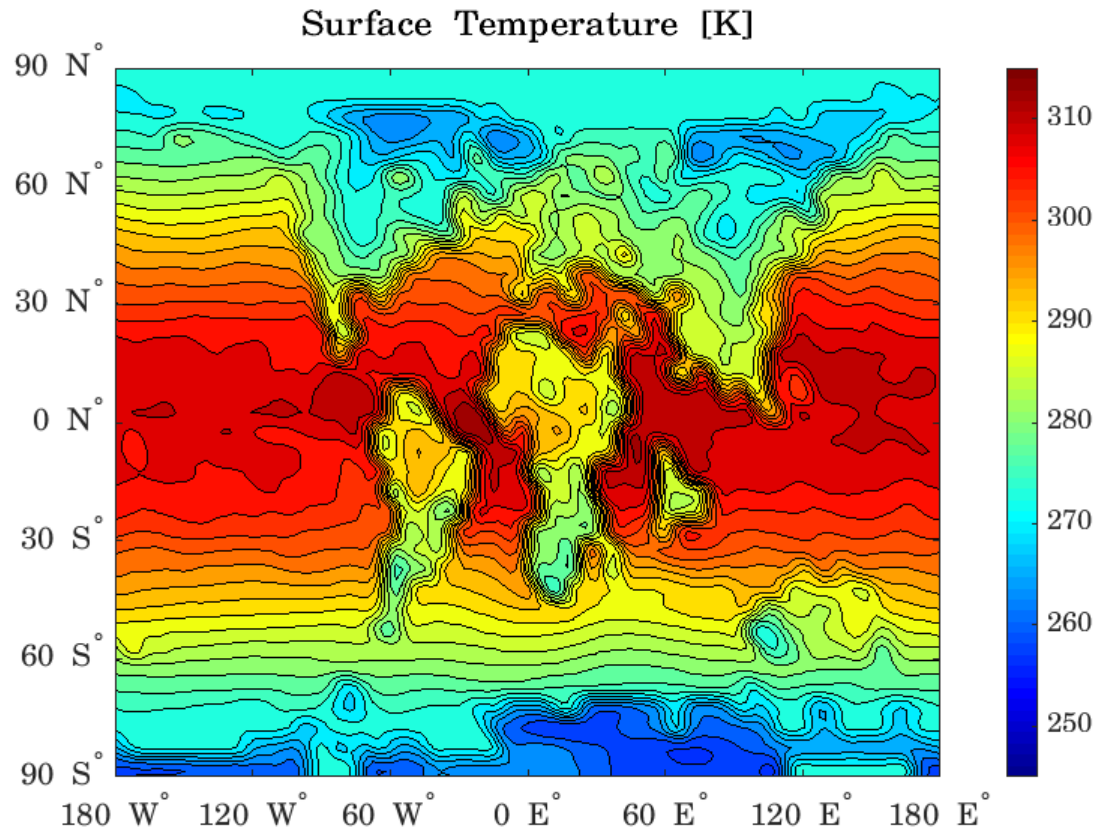 Surface Temperature [K]
90 N°
60 N°
30 N°
0 N°
30 S°
60 S°
90 S°
180 W° 120 W° 60 W° 0 E° 60 E° 120 E° 180 E°
310
300
290
280
270
260
250